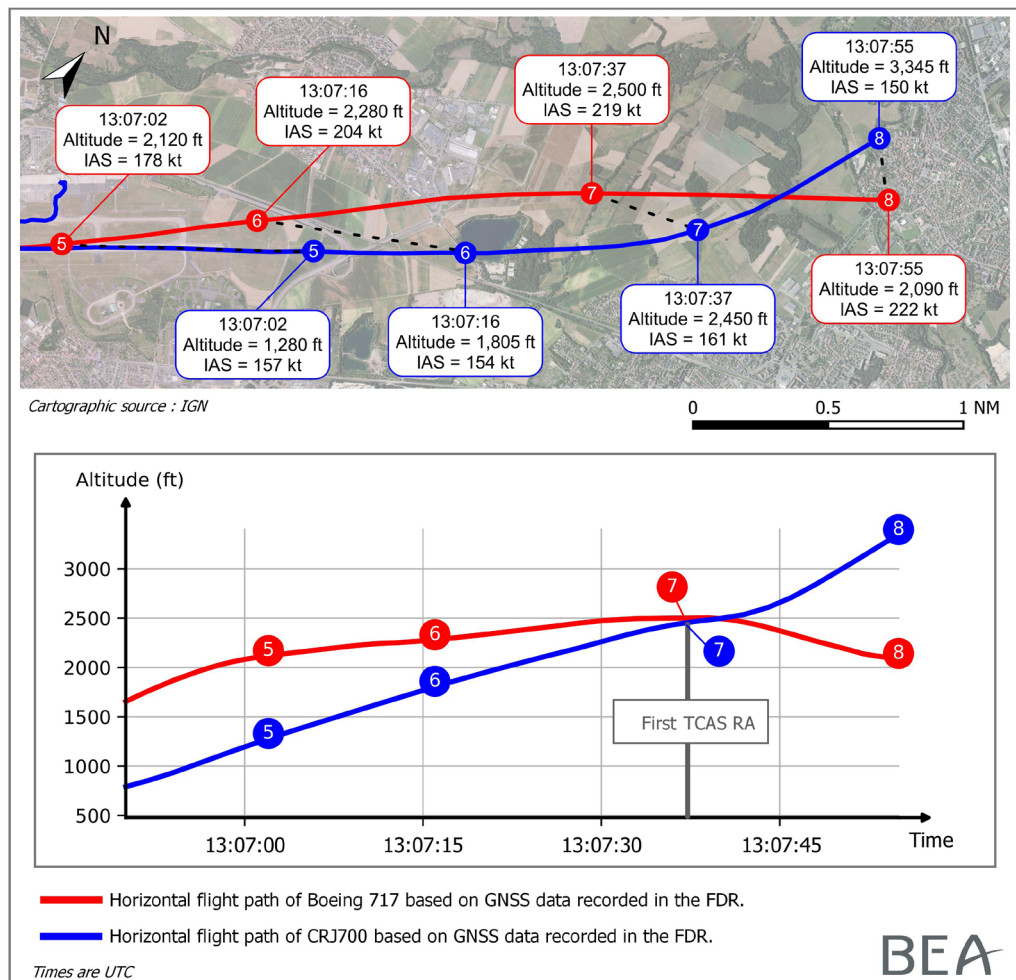 N
13:07:02
Altitude = 2,120 ft
IAS = 178 kt
13:07:16
Altitude = 2,280 ft
IAS = 204 kt
13:07:37
Altitude = 2,500 ft
IAS = 219 kt
13:07:55
Altitude = 3,345 ft
IAS = 150 kt
5
6
7
8
5
6
7
8
13:07:02
Altitude = 1,280 ft
IAS = 157 kt
13:07:16
Altitude = 1,805 ft
IAS = 154 kt
13:07:37
Altitude = 2,450 ft
IAS = 161 kt
13:07:55
Altitude = 2,090 ft
IAS = 222 kt
Cartographic source : IGN
0 0.5 1 NM
Altitude (ft)
3000
2500
2000
1500
1000
500
5
6
7
8
5
6
7
8
First TCAS RA
13:07:00 13:07:15 13:07:30 13:07:45
Time
Horizontal flight path of Boeing 717 based on GNSS data recorded in the FDR.
Horizontal flight path of CRJ700 based on GNSS data recorded in the FDR.
Times are UTC
BEA